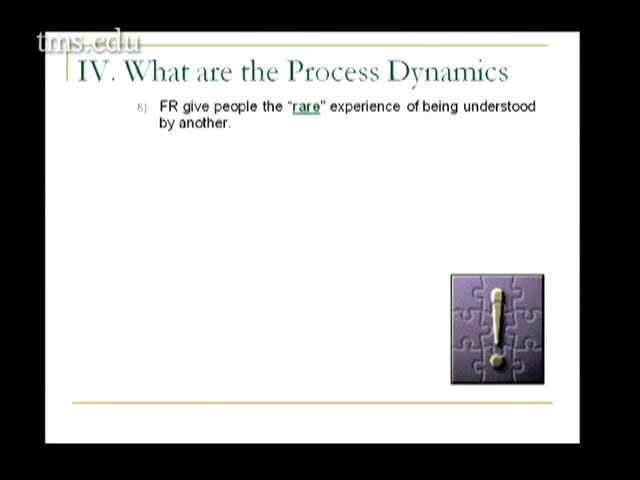 tms.edu
IV. What are the Process Dynamics
6) FR give people the “rare” experience of being understood
by another.